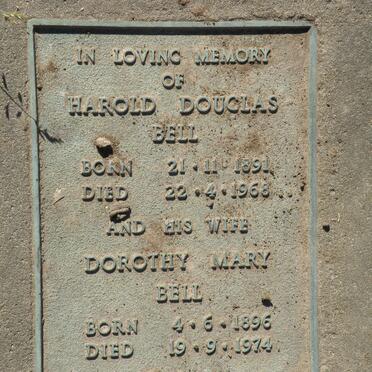 IN LOVING MEMORY
OF
HAROLD DOUGLAS
BELL
BORN 21·11·1891
DIED 22·4·1968
AND HIS WIFE
DOROTHY MARY
BELL
BORN 4·6·1896
DIED 19·9·1974